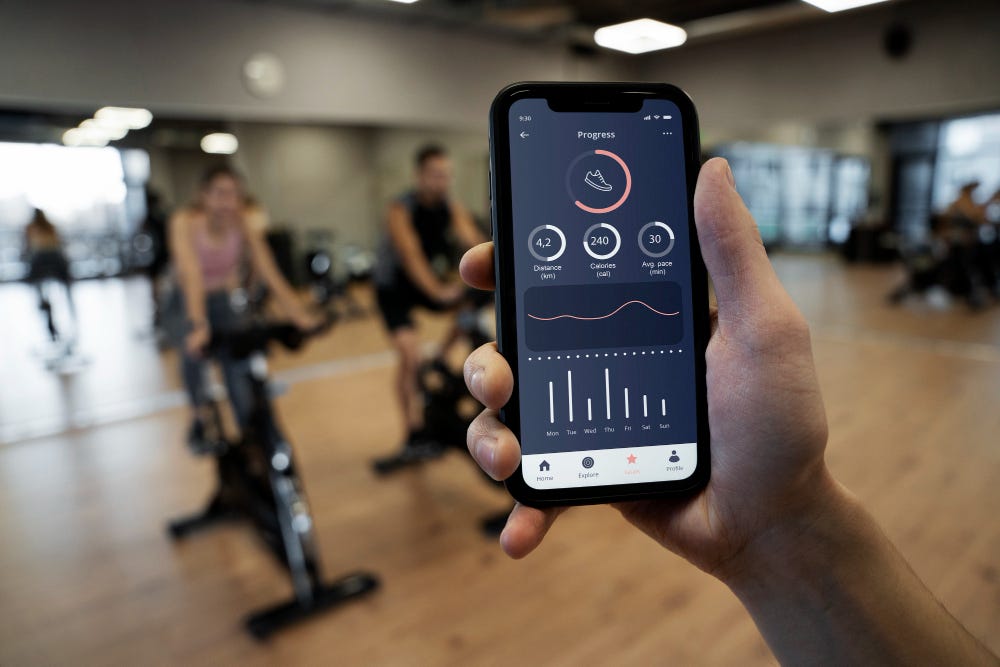 9:30
Progress
4,2
240
30
Distance
(km)
Calories
(cal)
Avg. pace
(min)
Mon Tue Wed Thu Fri Sat Sun
Home Explore Profile